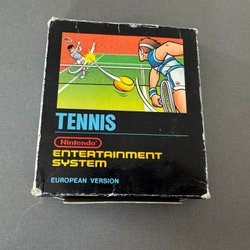 TENNIS
Nintendo
ENTERTAINMENT
SYSTEM
EUROPEAN VERSION